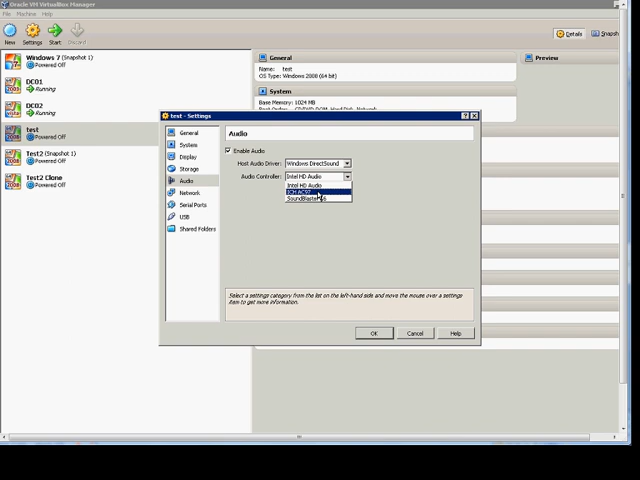 Oracle VM VirtualBox Manager
File Machine Help
New Settings Start Discard
Details Snapsh
Windows 7 (Snapshot 1)
Powered Off
DC01
Running
DC02
Running
test
Powered Off
Test2 (Snapshot 1)
Powered Off
Test2 Clone
Powered Off
General
Name: test
OS Type: Windows 2008 (64 bit)
System
Base Memory: 1024 MB
Preview
test - Settings
General
System
Display
Storage
Audio
Network
Serial Ports
USB
Shared Folders
Audio
Enable Audio
Host Audio Driver: Windows DirectSound
Audio Controller: Intel HD Audio
Intel HD Audio
ICH AC97
SoundBlaster 16
Select a settings category from the list on the left-hand side and move the mouse over a settings
item to get more information.
OK Cancel Help